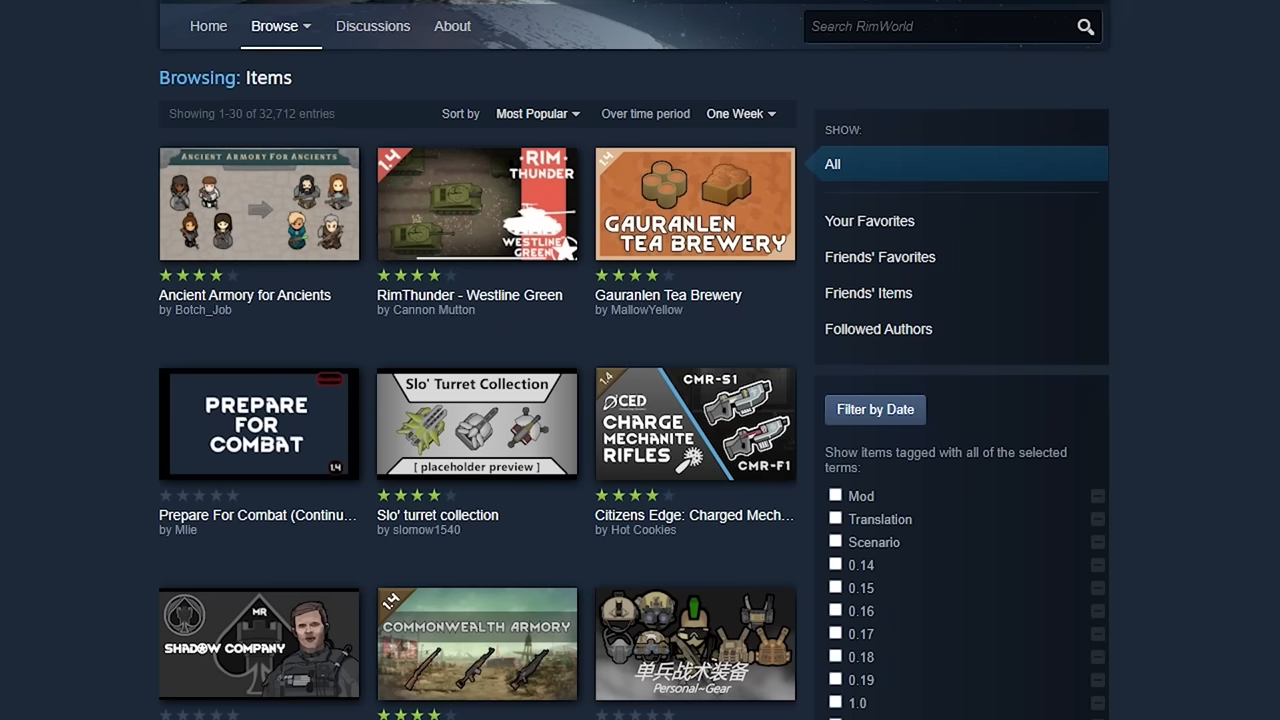 Home Browse Discussions About Search RimWorld
Browsing: Items
Showing 1-30 of 32,712 entries Sort by Most Popular Over time period One Week
ANCIENT ARMORY FOR ANCIENTS
1.4
RIM
THUNDER
WESTLINE
GREEN
1.4
GAURANLEN
TEA BREWERY
Ancient Armory for Ancients
by Botch_Job
RimThunder - Westline Green
by Cannon Mutton
Gauranlen Tea Brewery
by MallowYellow
PREPARE
FOR
COMBAT
1.4
Slo' Turret Collection
[ placeholder preview ]
1.4
CED
CHARGE
MECHANITE
RIFLES
CMR-S1
CMR-F1
Prepare For Combat (Continu...
by Mlie
Slo' turret collection
by slomow1540
Citizens Edge: Charged Mech...
by Hot Cookies
MR
SHADOW COMPANY
1.4
COMMONWEALTH ARMORY
单兵战术装备
Personal~Gear
SHOW:
All
Your Favorites
Friends' Favorites
Friends' Items
Followed Authors
Filter by Date
Show items tagged with all of the selected
terms:
Mod
Translation
Scenario
0.14
0.15
0.16
0.17
0.18
0.19
1.0